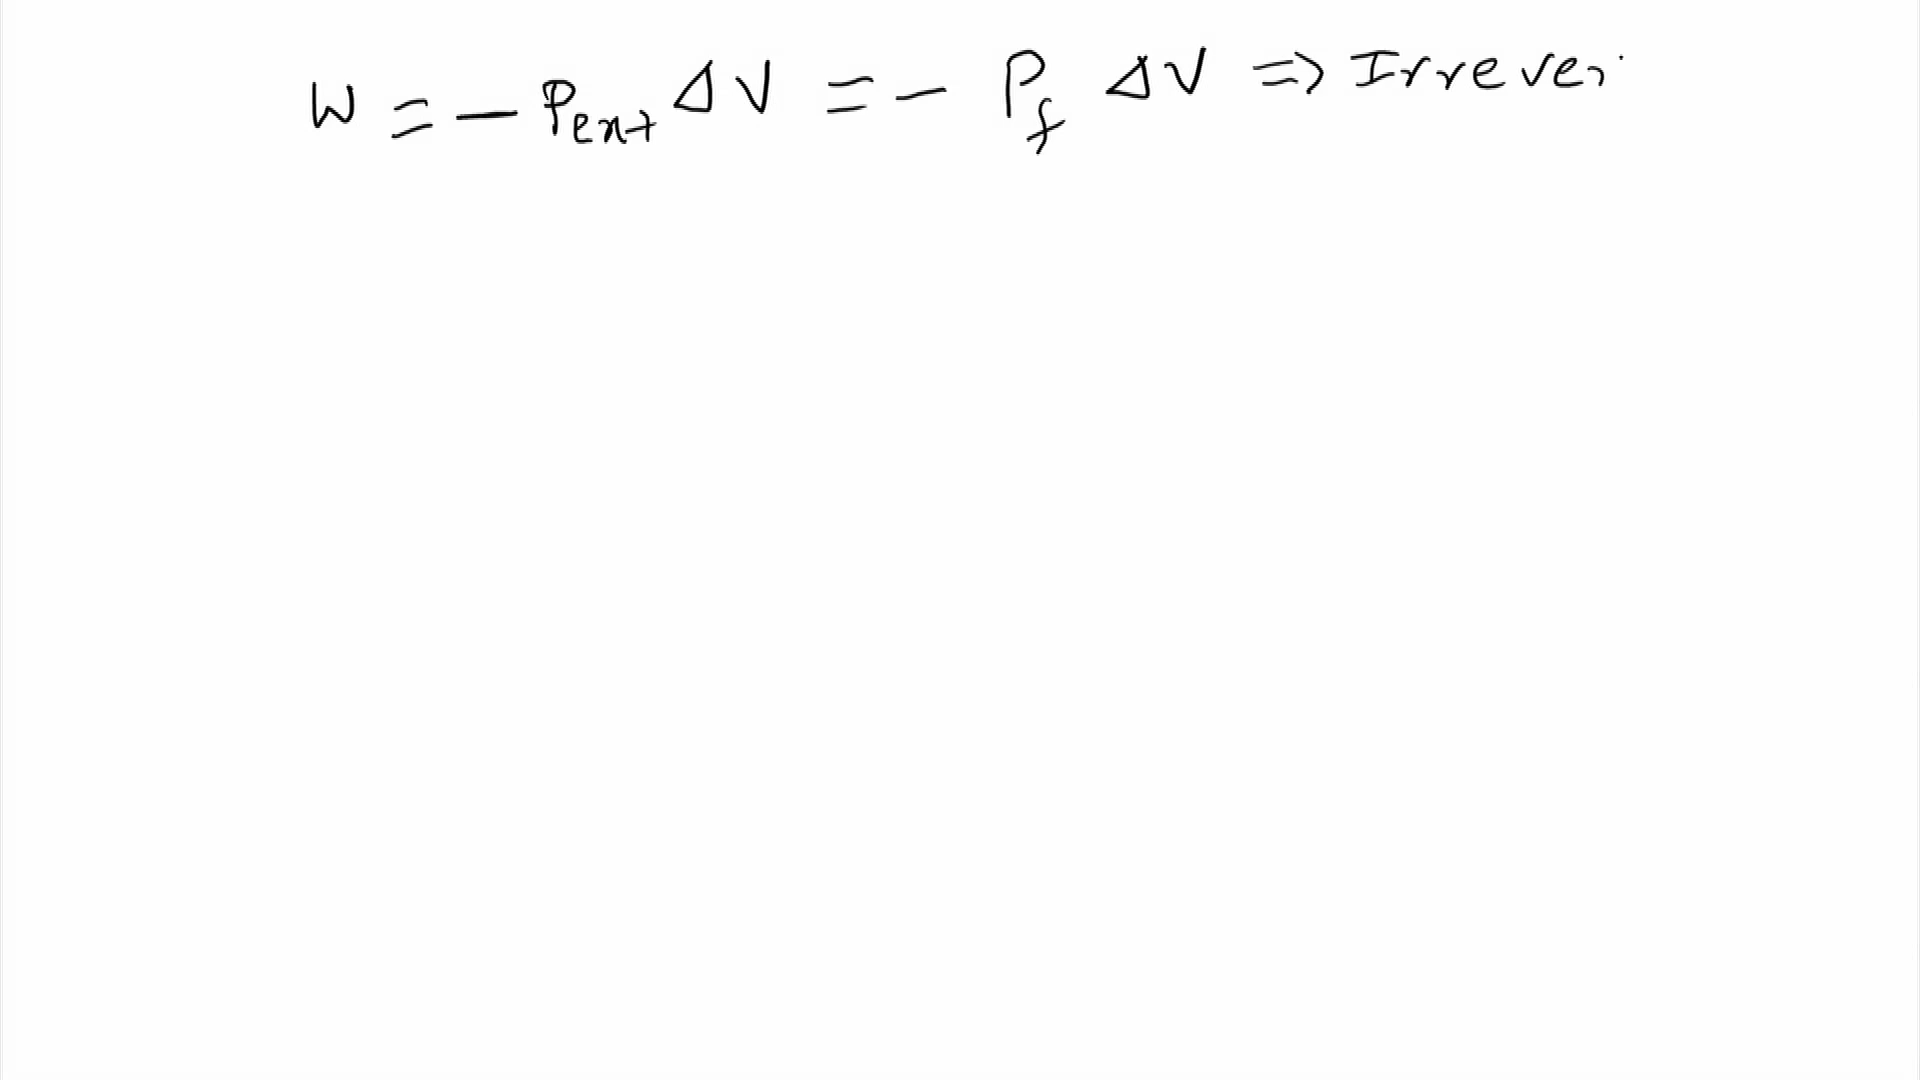 W = - P_ext ΔV = - P_f ΔV ⇒ Irrever